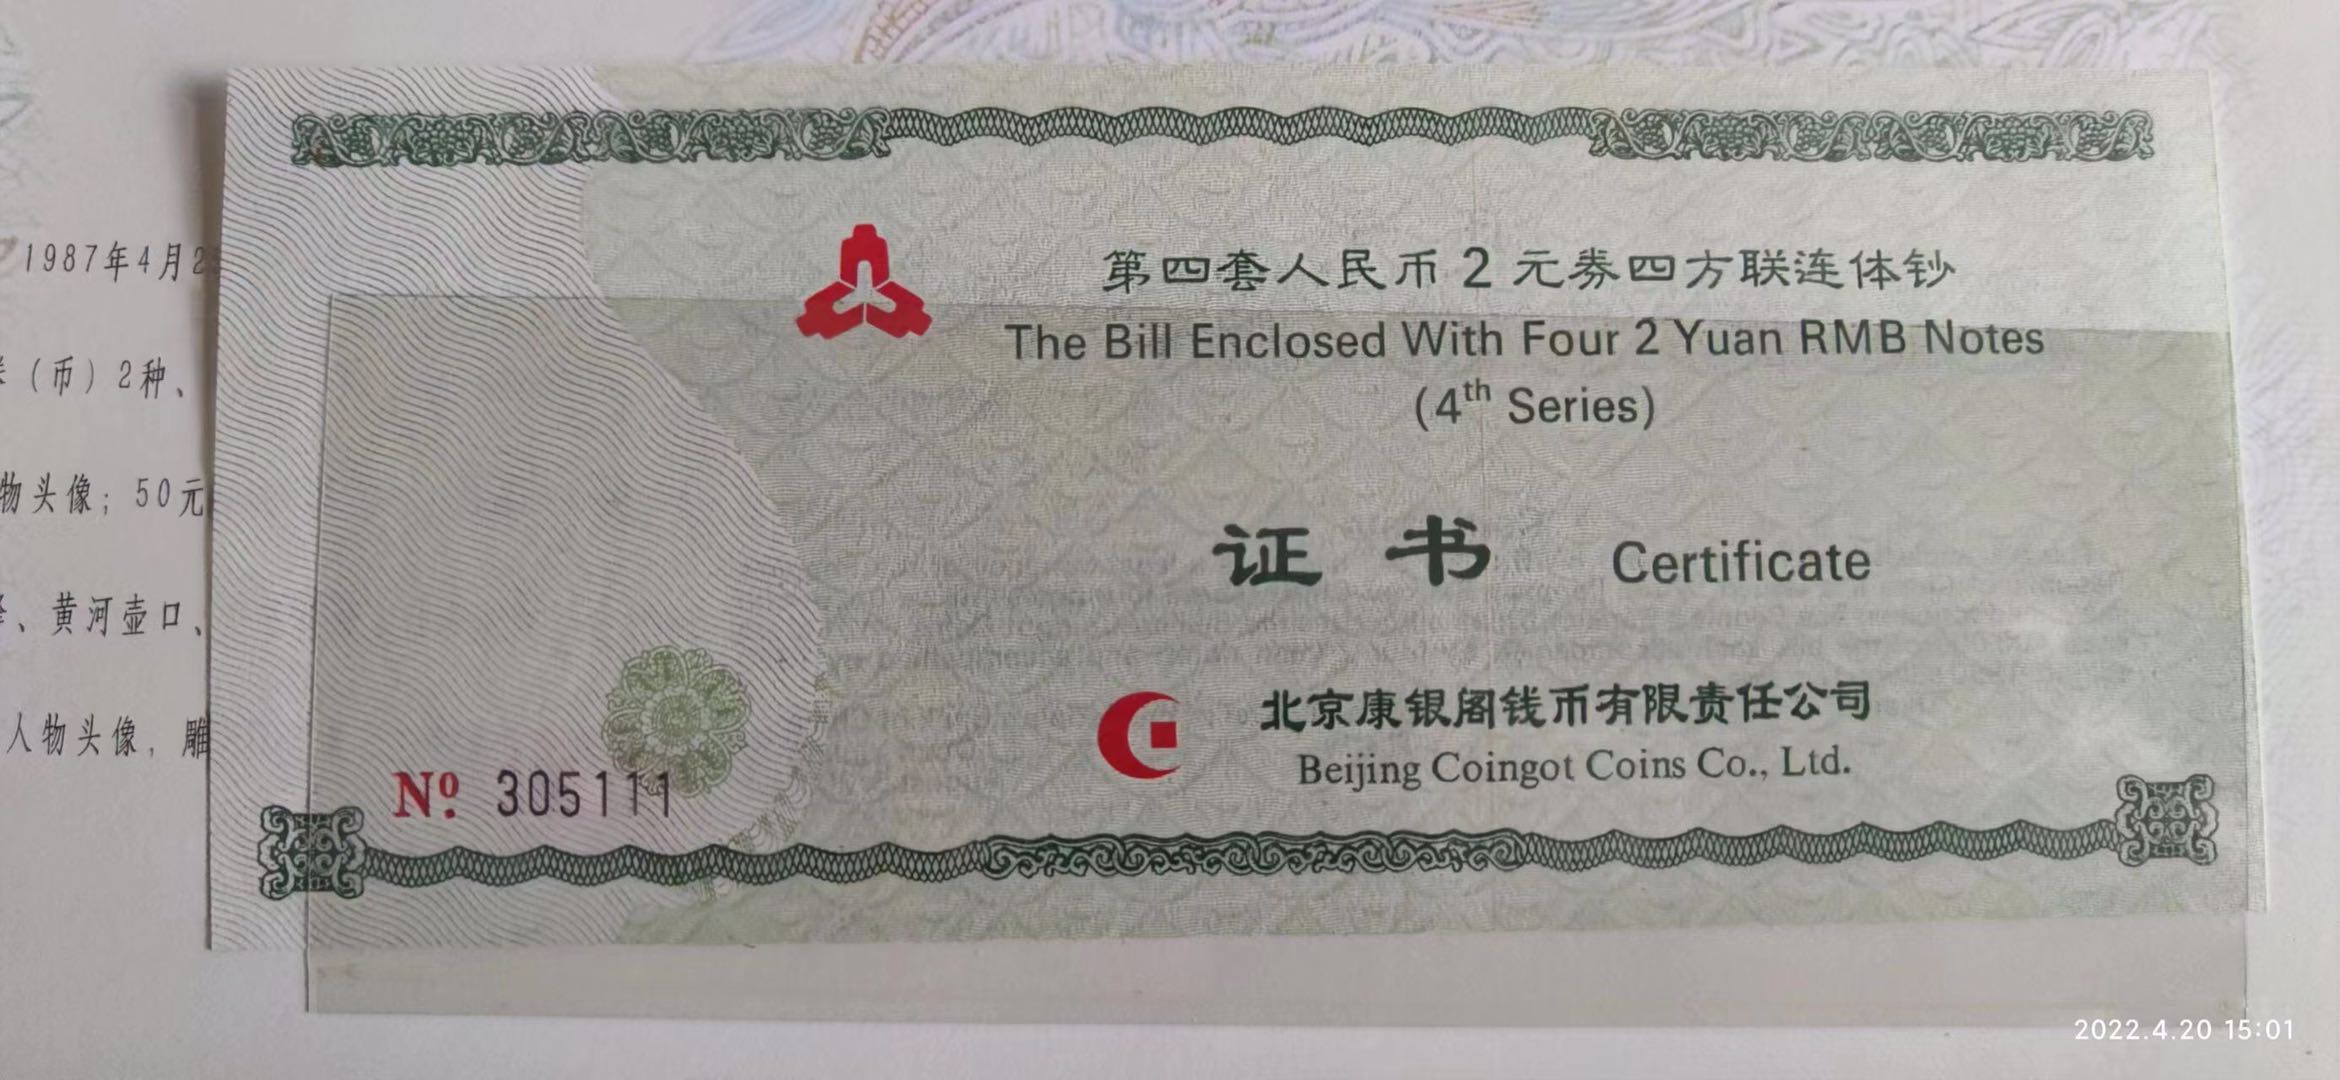 1987年4月2
（币）2种、
物头像；50元
、黄河壶口、
人物头像，雕
第四套人民币2元券四方联连体钞
The Bill Enclosed With Four 2 Yuan RMB Notes
(4th Series)
证书 Certificate
北京康银阁钱币有限责任公司
Beijing Coingot Coins Co., Ltd.
Nº 305111
2022.4.20 15:01